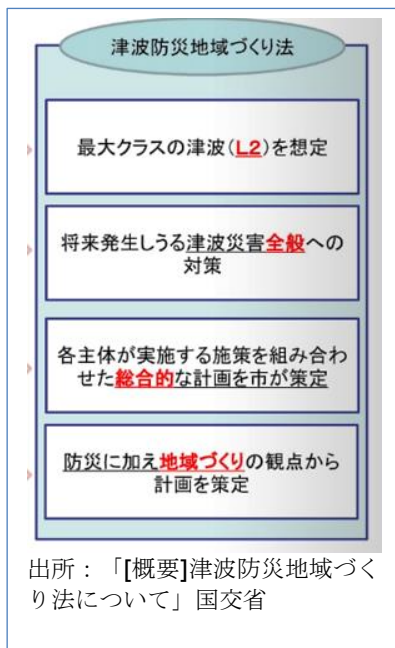 津波防災地域づくり法
最大クラスの津波(L2)を想定
将来発生しうる津波災害全般への
対策
各主体が実施する施策を組み合わ
せた総合的な計画を市が策定
防災に加え地域づくりの観点から
計画を策定
出所：「[概要]津波防災地域づく
り法について」国交省